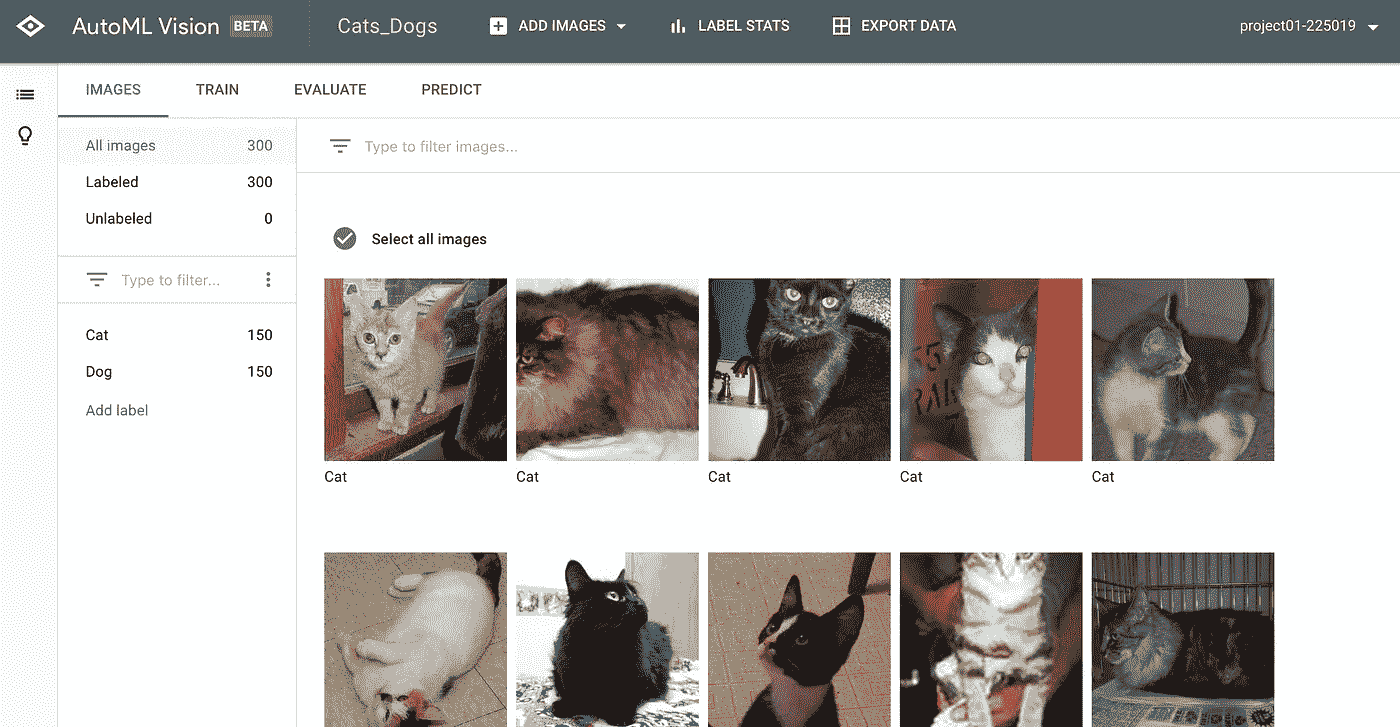 AutoML Vision BETA Cats_Dogs ADD IMAGES LABEL STATS EXPORT DATA project01-225019
IMAGES TRAIN EVALUATE PREDICT
All images 300
Type to filter images...
Labeled 300
Unlabeled 0
Select all images
Type to filter...
Cat 150
Dog 150
Add label
Cat Cat Cat Cat Cat